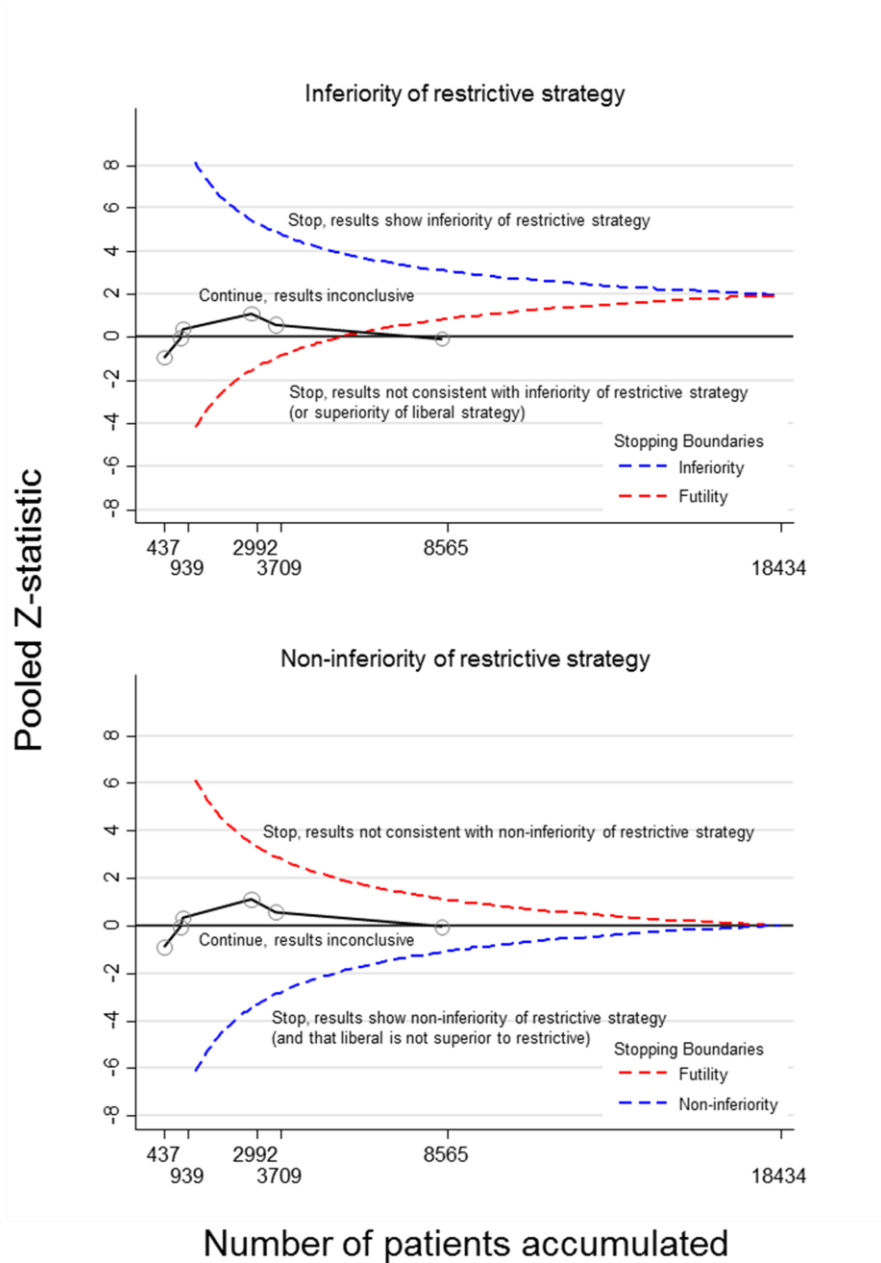 Inferiority of restrictive strategy
8
6
4
2
0
-2
-4
-6
-8
Stop, results show inferiority of restrictive strategy
Continue, results inconclusive
Stop, results not consistent with inferiority of restrictive strategy
(or superiority of liberal strategy)
Stopping Boundaries
Inferiority
Futility
437
2992
8565
939
3709
18434
Pooled Z-statistic
Non-inferiority of restrictive strategy
8
6
4
2
0
-2
-4
-6
-8
Stop, results not consistent with non-inferiority of restrictive strategy
Continue, results inconclusive
Stop, results show non-inferiority of restrictive strategy
(and that liberal is not superior to restrictive)
Stopping Boundaries
Futility
Non-inferiority
437
2992
8565
939
3709
18434
Number of patients accumulated